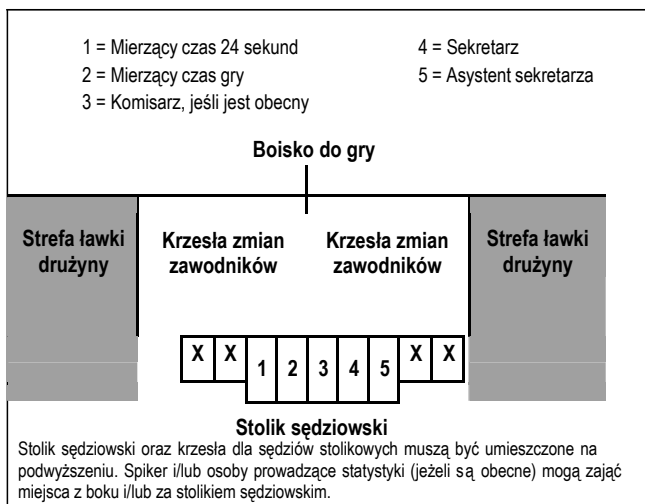 1 = Mierzący czas 24 sekund
2 = Mierzący czas gry
3 = Komisarz, jeśli jest obecny
4 = Sekretarz
5 = Asystent sekretarza
Boisko do gry
Strefa ławki
drużyny
Krzesła zmian
zawodników
Krzesła zmian
zawodników
Strefa ławki
drużyny
X X 1 2 3 4 5 X X
Stolik sędziowski
Stolik sędziowski oraz krzesła dla sędziów stolikowych muszą być umieszczone na
podwyższeniu. Spiker i/lub osoby prowadzące statystyki (jeżeli są obecne) mogą zająć
miejsca z boku i/lub za stolikiem sędziowskim.